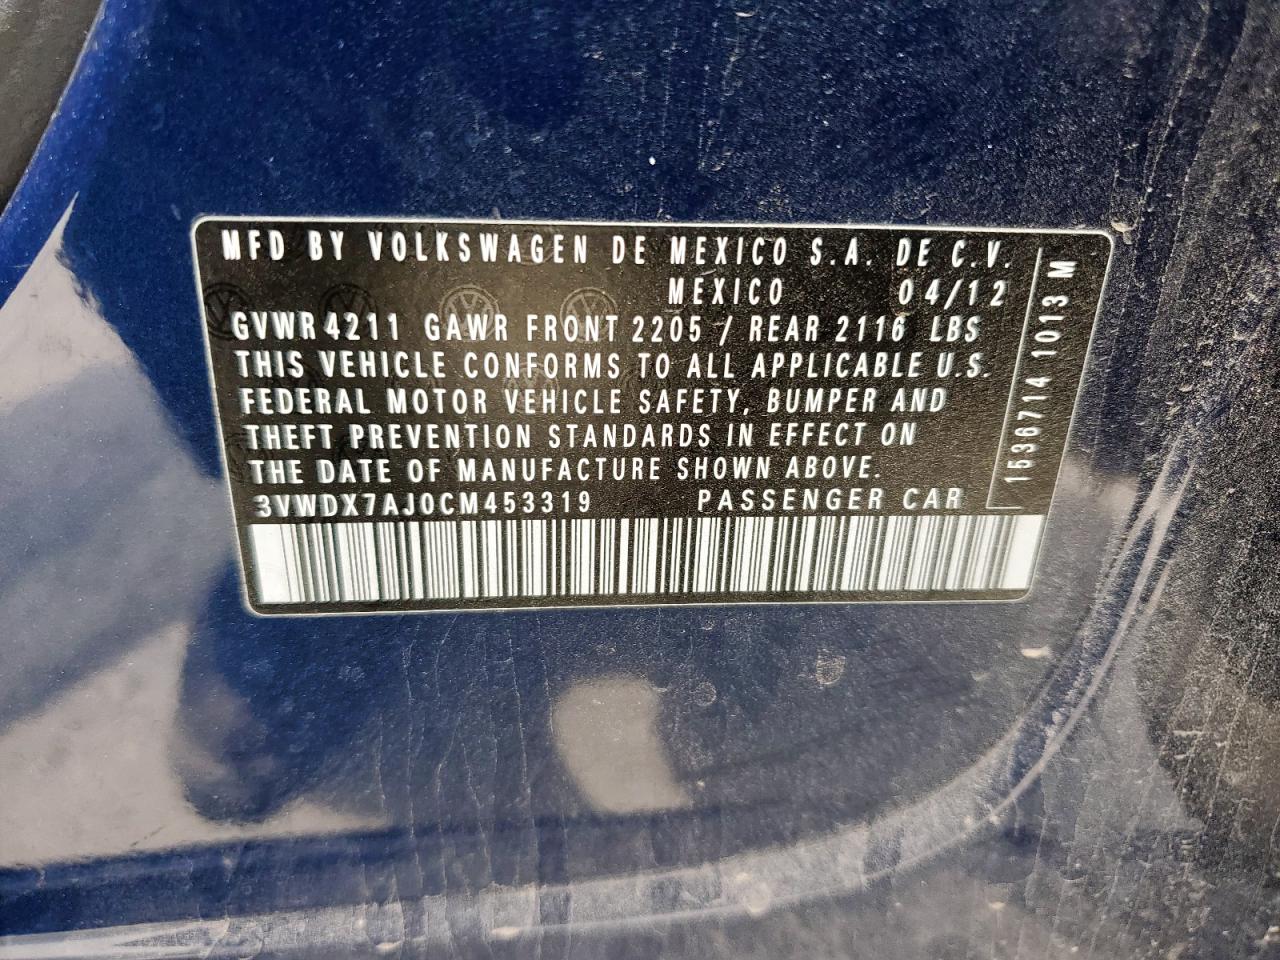 MFD BY VOLKSWAGEN DE MEXICO S.A. DE C.V.
MEXICO 04/12
GVWR 4211 GAWR FRONT 2205 / REAR 2116 LBS
THIS VEHICLE CONFORMS TO ALL APPLICABLE U.S.
FEDERAL MOTOR VEHICLE SAFETY, BUMPER AND
THEFT PREVENTION STANDARDS IN EFFECT ON
THE DATE OF MANUFACTURE SHOWN ABOVE.
3VWDX7AJ0CM453319 PASSENGER CAR
1536714 1013 M